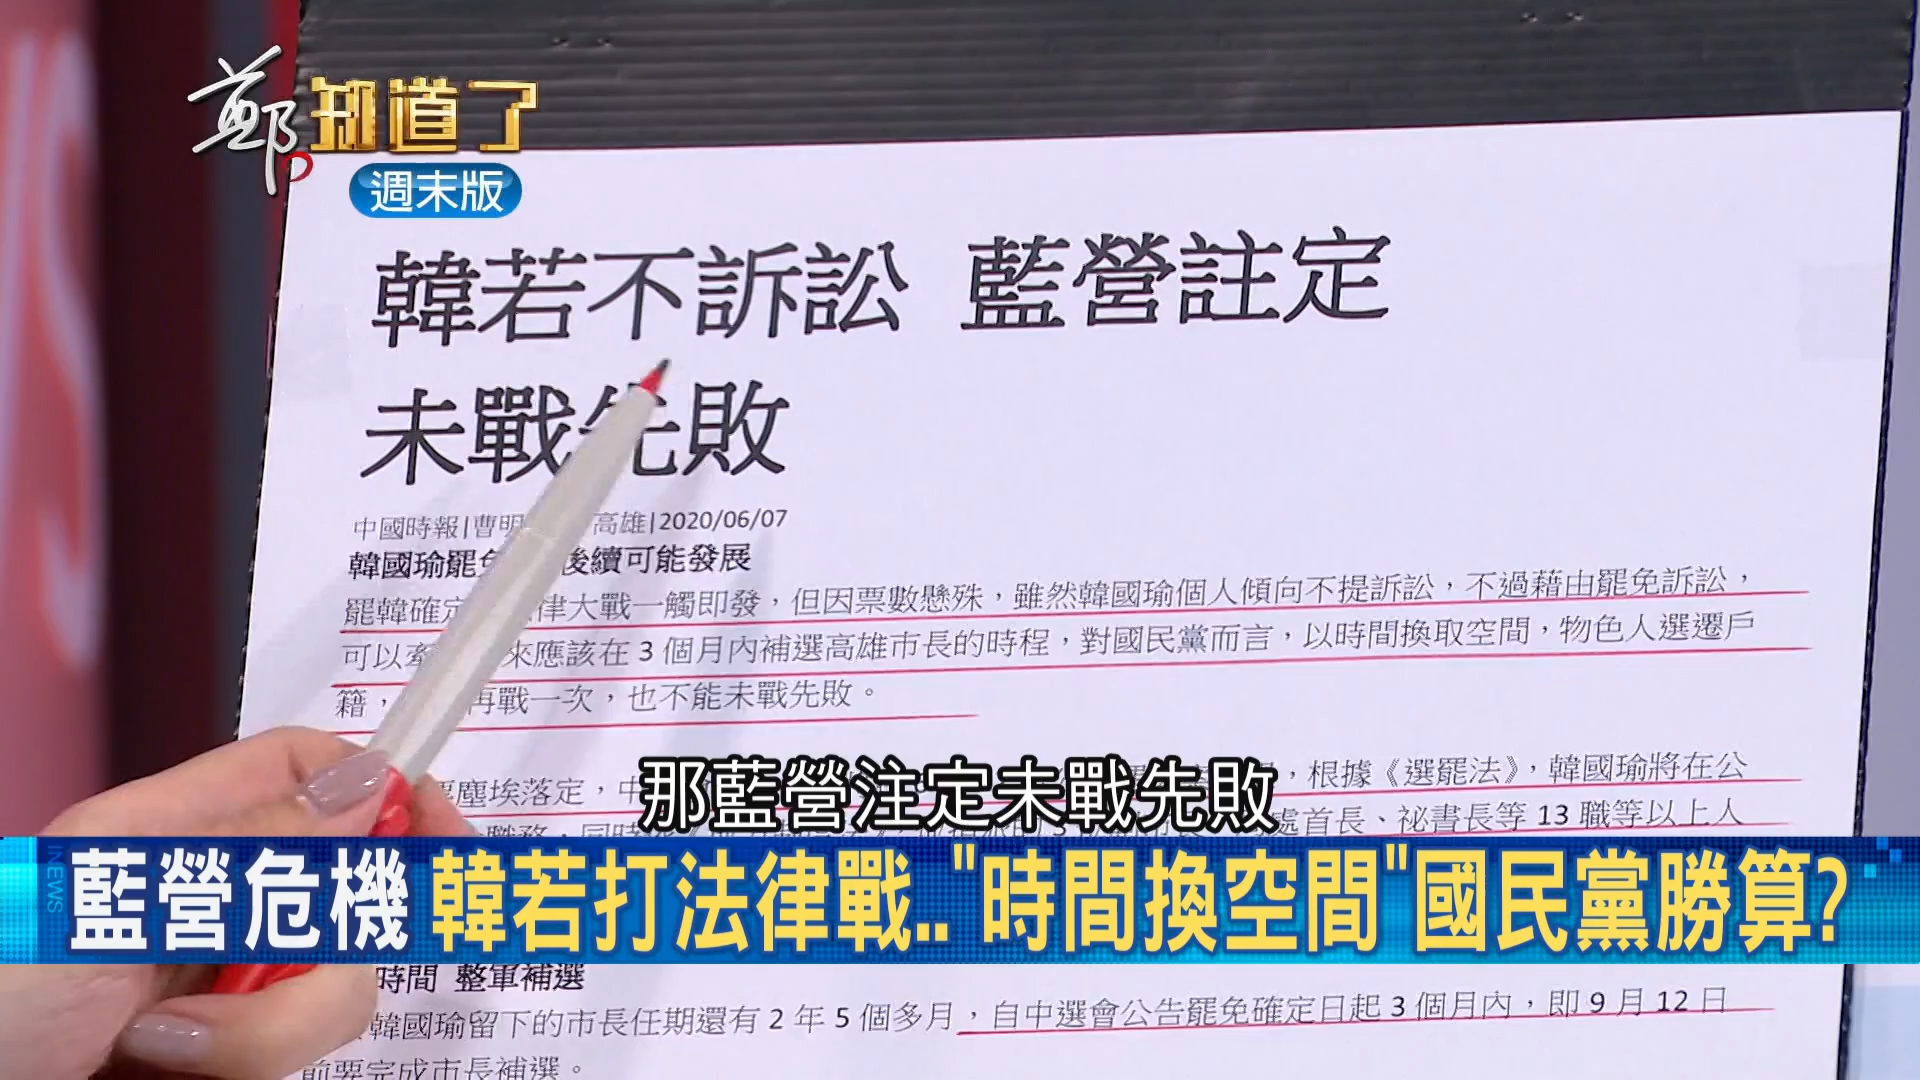 鄭知道了
週末版
韓若不訴訟 藍營註定
未戰先敗
中國時報|曹明 高雄|2020/06/07
韓國瑜罷免 後續可能發展
罷韓確定 律大戰一觸即發，但因票數懸殊，雖然韓國瑜個人傾向不提訴訟，不過藉由罷免訴訟，
可以 來應該在 3 個月內補選高雄市長的時程，對國民黨而言，以時間換取空間，物色人選遷戶
籍， 再戰一次，也不能未戰先敗。
塵埃落定，中 ，根據《選罷法》，韓國瑜將在公
那藍營注定未戰先敗
職務，同時 處首長、祕書長等 13 職等以上人
INEWS
藍營危機 韓若打法律戰.."時間換空間"國民黨勝算?
時間 整軍補選
韓國瑜留下的市長任期還有 2 年 5 個多月，自中選會公告罷免確定日起 3 個月內，即 9 月 12 日
前要完成市長補選。